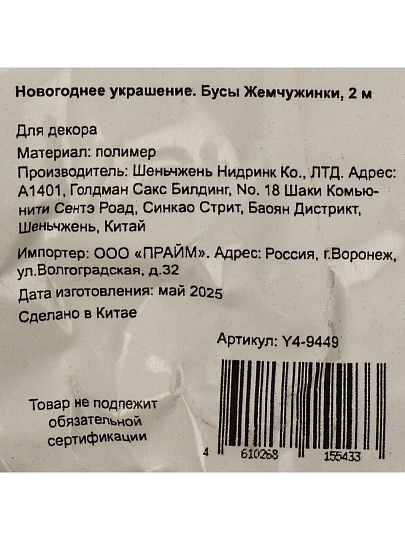 Новогоднее украшение. Бусы Жемчужинки, 2 м
Для декора
Материал: полимер
Производитель: Шеньчжень Нидринк Ко., ЛТД. Адрес:
А1401, Голдман Сакс Билдинг, No. 18 Шаки Комью-
нити Сентэ Роад, Синкао Стрит, Баоян Дистрикт,
Шеньчжень, Китай
Импортер: ООО «ПРАЙМ». Адрес: Россия, г.Воронеж,
ул.Волгоградская, д.32
Дата изготовления: май 2025
Сделано в Китае
Артикул: Y4-9449
Товар не подлежит
обязательной
сертификации
4 610268 155433